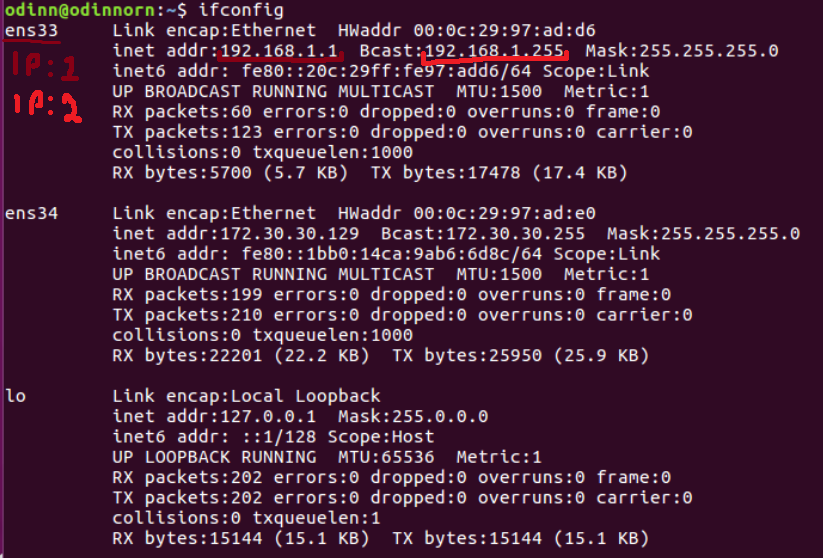 odinn@odinnorn:~$ ifconfig
ens33 Link encap:Ethernet HWaddr 00:0c:29:97:ad:d6
inet addr:192.168.1.1 Bcast:192.168.1.255 Mask:255.255.255.0
IP:1 inet6 addr: fe80::20c:29ff:fe97:add6/64 Scope:Link
UP BROADCAST RUNNING MULTICAST MTU:1500 Metric:1
IP:2 RX packets:60 errors:0 dropped:0 overruns:0 frame:0
TX packets:123 errors:0 dropped:0 overruns:0 carrier:0
collisions:0 txqueuelen:1000
RX bytes:5700 (5.7 KB) TX bytes:17478 (17.4 KB)
ens34 Link encap:Ethernet HWaddr 00:0c:29:97:ad:e0
inet addr:172.30.30.129 Bcast:172.30.30.255 Mask:255.255.255.0
inet6 addr: fe80::1bb0:14ca:9ab6:6d8c/64 Scope:Link
UP BROADCAST RUNNING MULTICAST MTU:1500 Metric:1
RX packets:199 errors:0 dropped:0 overruns:0 frame:0
TX packets:210 errors:0 dropped:0 overruns:0 carrier:0
collisions:0 txqueuelen:1000
RX bytes:22201 (22.2 KB) TX bytes:25950 (25.9 KB)
lo Link encap:Local Loopback
inet addr:127.0.0.1 Mask:255.0.0.0
inet6 addr: ::1/128 Scope:Host
UP LOOPBACK RUNNING MTU:65536 Metric:1
RX packets:202 errors:0 dropped:0 overruns:0 frame:0
TX packets:202 errors:0 dropped:0 overruns:0 carrier:0
collisions:0 txqueuelen:1
RX bytes:15144 (15.1 KB) TX bytes:15144 (15.1 KB)